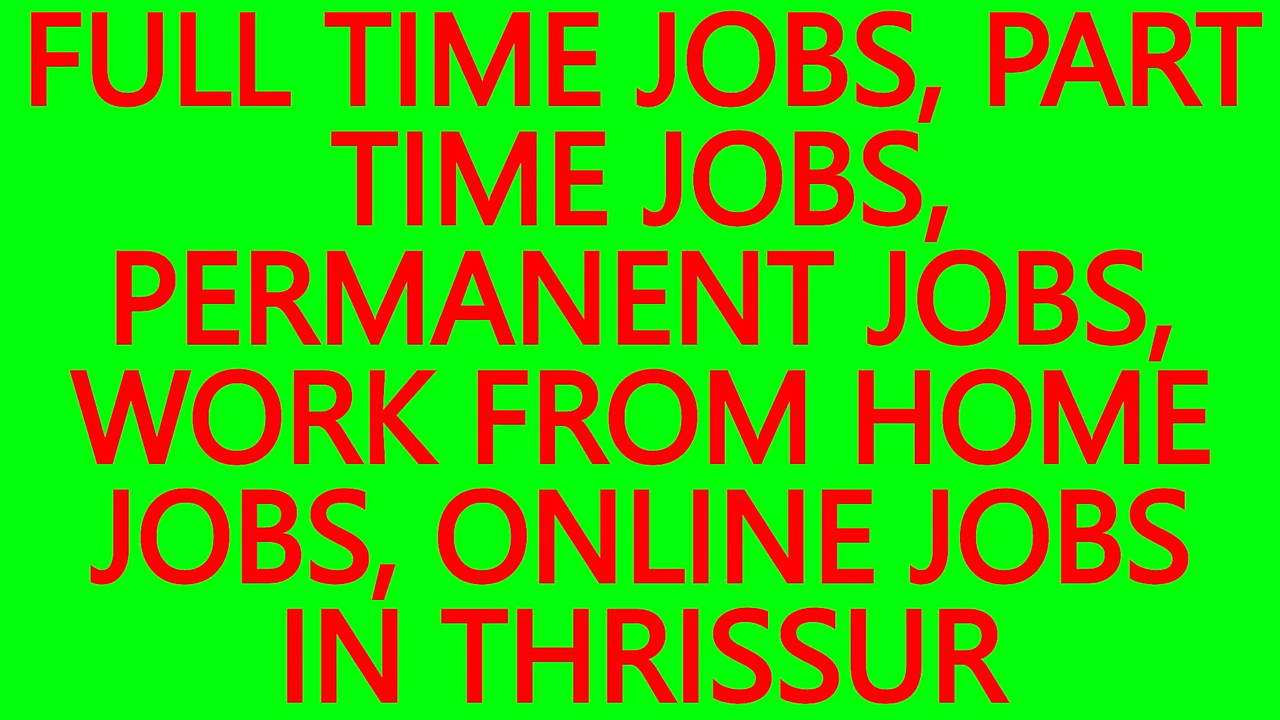 FULL TIME JOBS, PART
TIME JOBS,
PERMANENT JOBS,
WORK FROM HOME
JOBS, ONLINE JOBS
IN THRISSUR